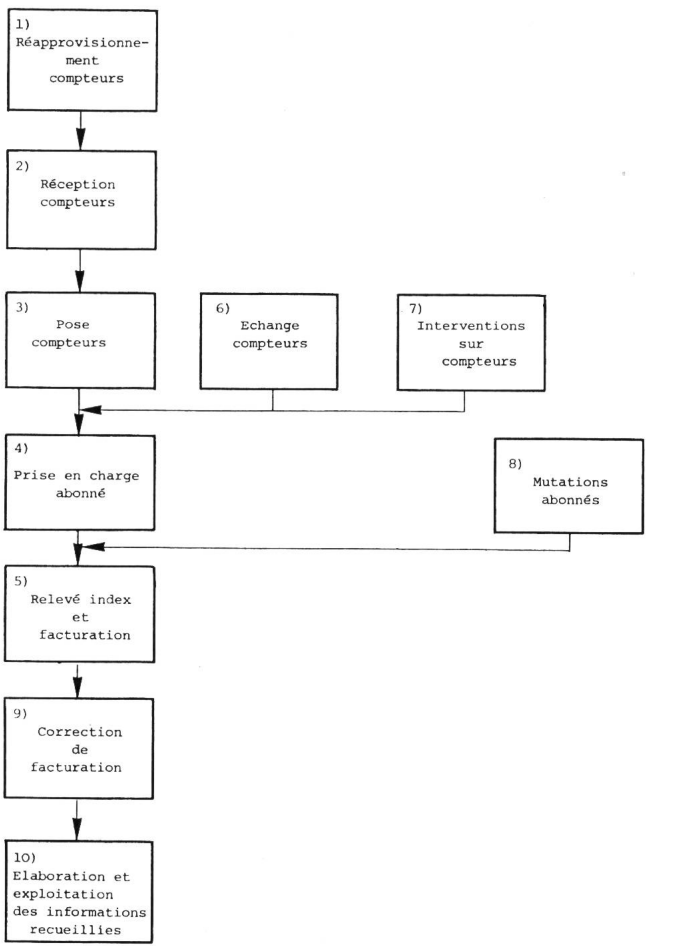 1)
Réapprovisionne-
ment
compteurs
2)
Réception
compteurs
3)
Pose
compteurs
6)
Echange
compteurs
7)
Interventions
sur
compteurs
4)
Prise en charge
abonné
8)
Mutations
abonnés
5)
Relevé index
et
facturation
9)
Correction
de
facturation
10)
Elaboration et
exploitation
des informations
recueillies